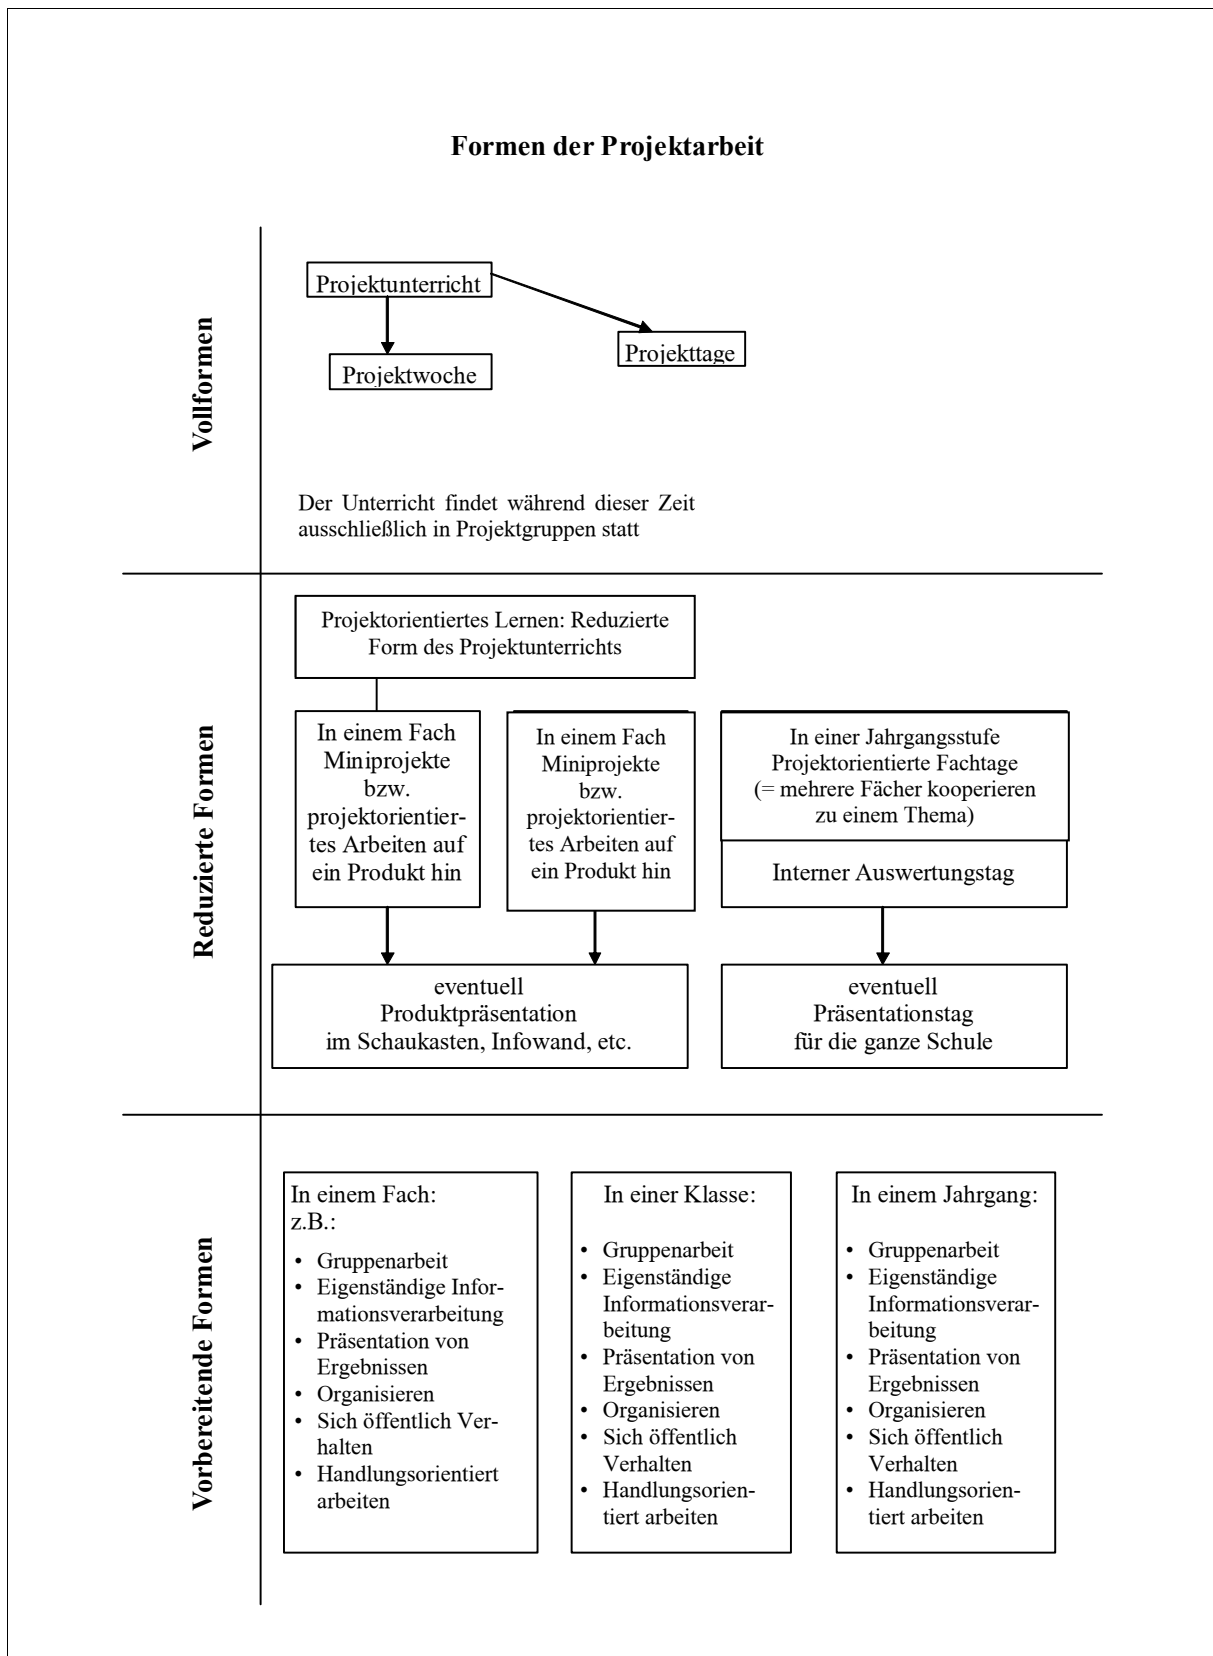 Formen der Projektarbeit
Vollformen
Projektunterricht
Projekttage
Projektwoche
Der Unterricht findet während dieser Zeit
ausschließlich in Projektgruppen statt
Reduzierte Formen
Projektorientiertes Lernen: Reduzierte
Form des Projektunterrichts
In einem Fach
Miniprojekte
bzw.
projektorientier-
tes Arbeiten auf
ein Produkt hin
In einem Fach
Miniprojekte
bzw.
projektorientier-
tes Arbeiten auf
ein Produkt hin
In einer Jahrgangsstufe
Projektorientierte Fachtage
(= mehrere Fächer kooperieren
zu einem Thema)
Interner Auswertungstag
eventuell
Produktpräsentation
im Schaukasten, Infowand, etc.
eventuell
Präsentationstag
für die ganze Schule
Vorbereitende Formen
In einem Fach:
z.B.:
• Gruppenarbeit
• Eigenständige Infor-
mationsverarbeitung
• Präsentation von
Ergebnissen
• Organisieren
• Sich öffentlich Ver-
halten
• Handlungsorientiert
arbeiten
In einer Klasse:
• Gruppenarbeit
• Eigenständige
Informationsverar-
beitung
• Präsentation von
Ergebnissen
• Organisieren
• Sich öffentlich
Verhalten
• Handlungsorien-
tiert arbeiten
In einem Jahrgang:
• Gruppenarbeit
• Eigenständige
Informationsverar-
beitung
• Präsentation von
Ergebnissen
• Organisieren
• Sich öffentlich
Verhalten
• Handlungsorien-
tiert arbeiten